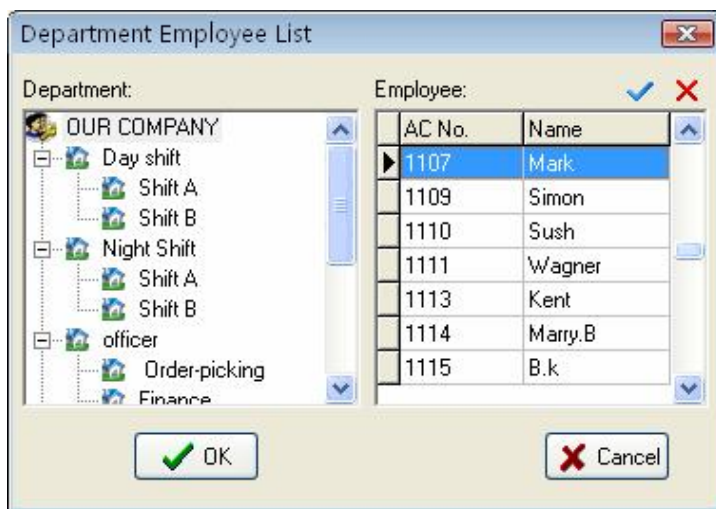 Department Employee List
Department:
OUR COMPANY
Day shift
Shift A
Shift B
Night Shift
Shift A
Shift B
officer
Order-picking
Finance
Employee:
AC No. Name
1107 Mark
1109 Simon
1110 Sush
1111 Wagner
1113 Kent
1114 Marry.B
1115 B.k
OK
Cancel